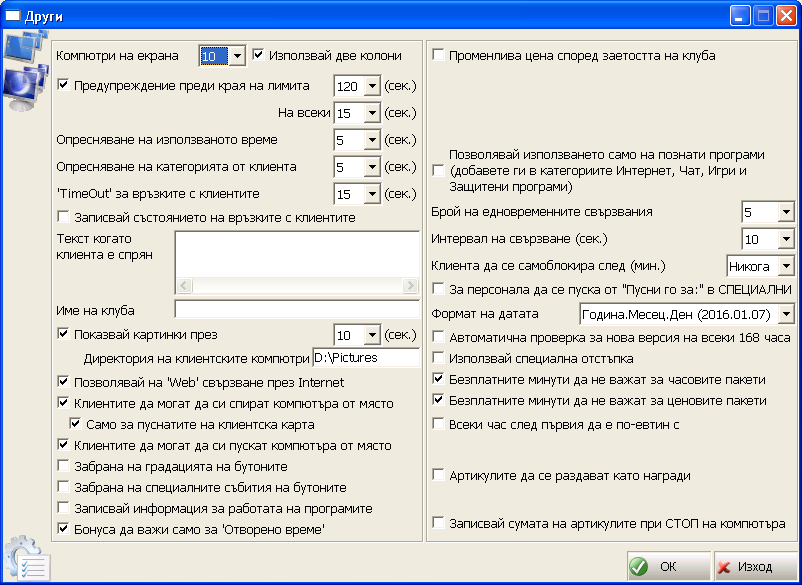 Други
Компютри на екрана 10 Използвай две колони
Предупреждение преди края на лимита 120 (сек.)
На всеки 15 (сек.)
Опресняване на използваното време 5 (сек.)
Опресняване на категорията от клиента 5 (сек.)
'TimeOut' за връзките с клиентите 15 (сек.)
Записвай състоянието на връзките с клиентите
Текст когато
клиента е спрян
Име на клуба
Показвай картинки през 10 (сек.)
Директория на клиентските компютри D:\Pictures
Позволявай на 'Web' свързване през Internet
Клиентите да могат да си спират компютъра от място
Само за пуснатите на клиентска карта
Клиентите да могат да си пускат компютъра от място
Забрана на градацията на бутоните
Забрана на специалните събития на бутоните
Записвай информация за работата на програмите
Бонуса да важи само за 'Отворено време'
Променлива цена според заетостта на клуба
Позволявай използването само на познати програми
(добавете ги в категориите Интернет, Чат, Игри и
Защитени програми)
Брой на едновременните свързвания 5
Интервал на свързване (сек.) 10
Клиента да се самоблокира след (мин.) Никога
За персонала да се пуска от "Пусни го за:" в СПЕЦИАЛНИ
Формат на датата Година.Месец.Ден (2016.01.07)
Автоматична проверка за нова версия на всеки 168 часа
Използвай специална отстъпка
Безплатните минути да не важат за часовите пакети
Безплатните минути да не важат за ценовите пакети
Всеки час след първия да е по-евтин с
Артикулите да се раздават като награди
Записвай сумата на артикулите при СТОП на компютъра
OK Изход